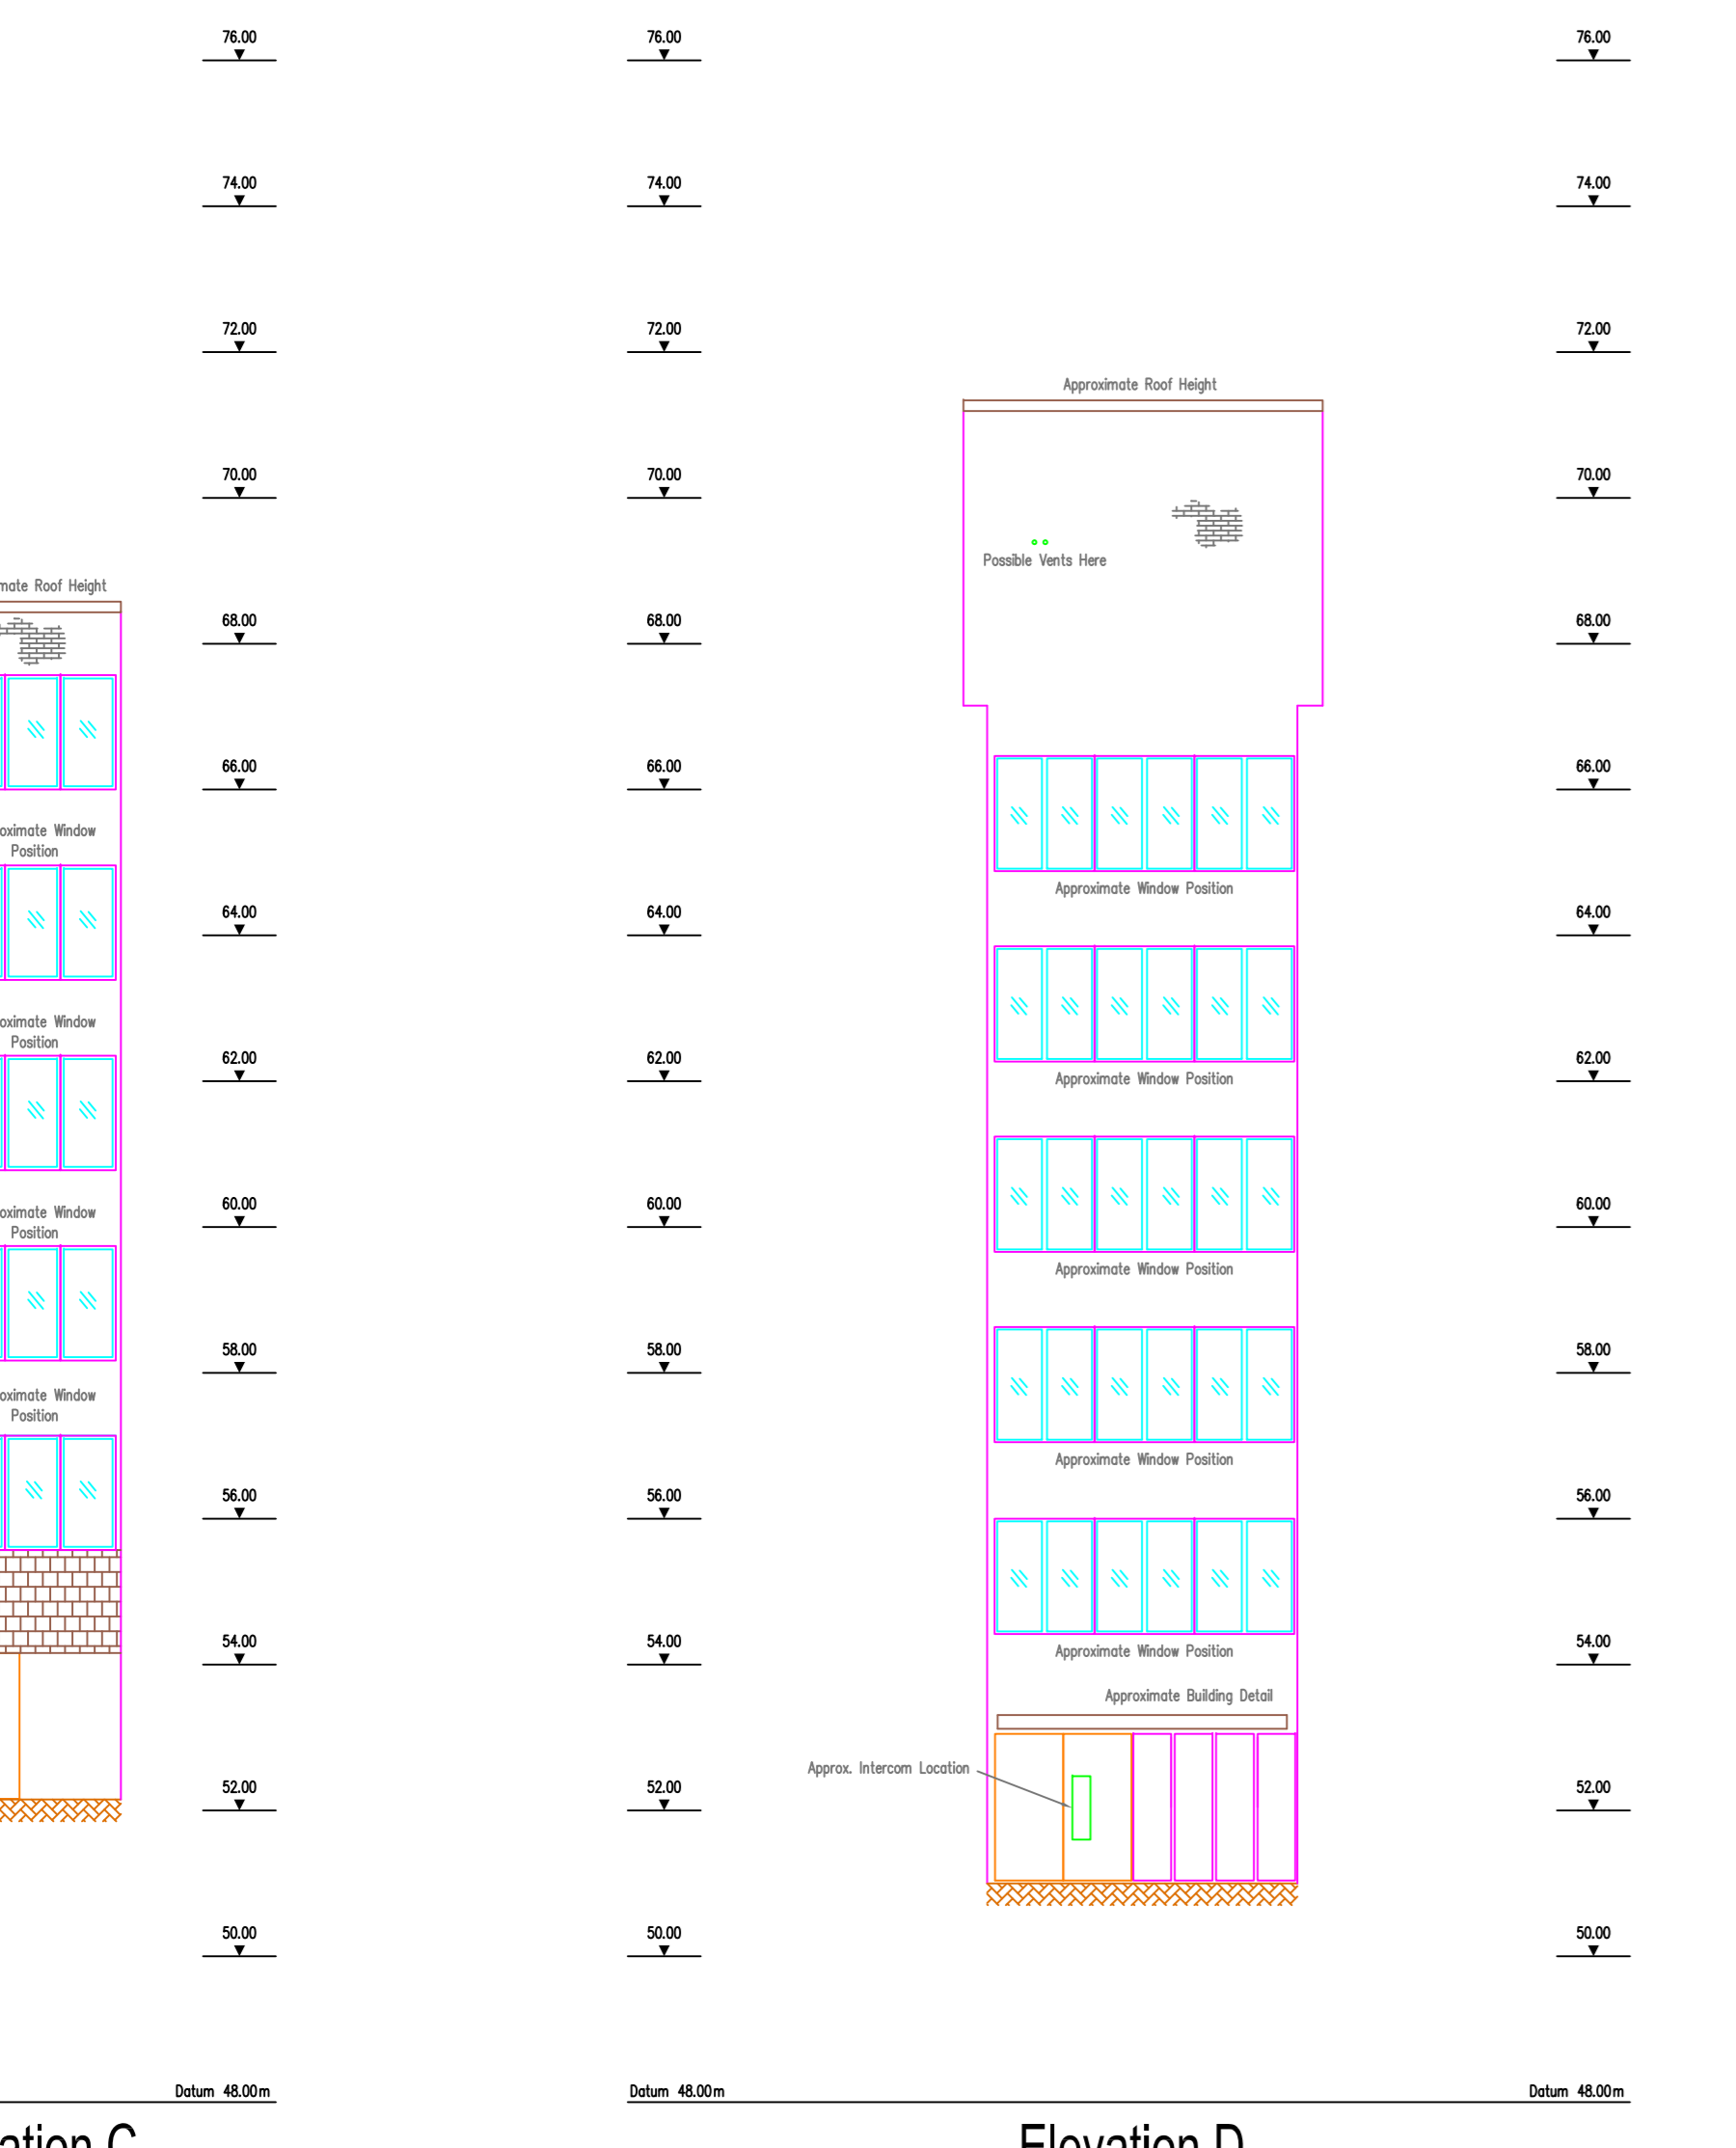 76.00
76.00
76.00
74.00
74.00
74.00
72.00
72.00
72.00
Approximate Roof Height
70.00
70.00
70.00
Possible Vents Here
Roof Height
68.00
68.00
68.00
66.00
66.00
66.00
Window
Position
Approximate Window Position
64.00
64.00
64.00
Window
Position
62.00
62.00
62.00
Approximate Window Position
60.00
60.00
60.00
Window
Position
Approximate Window Position
58.00
58.00
58.00
Window
Position
Approximate Window Position
56.00
56.00
56.00
54.00
54.00
54.00
Approximate Window Position
Approximate Building Detail
Approx. Intercom Location
52.00
52.00
52.00
50.00
50.00
50.00
Datum 48.00m
Datum 48.00m
Datum 48.00m
C
Elevation D